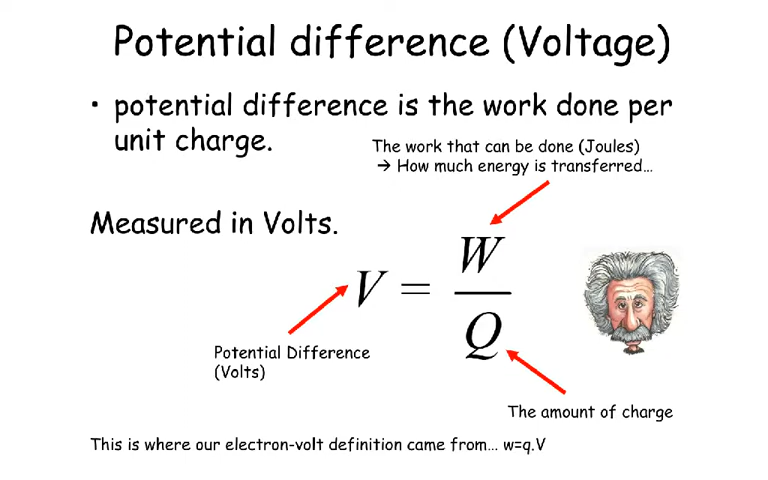 Potential difference (Voltage)
• potential difference is the work done per
unit charge.
The work that can be done (Joules)
→ How much energy is transferred…
Measured in Volts.
V = W
Q
Potential Difference
(Volts)
The amount of charge
This is where our electron-volt definition came from… w=q.V